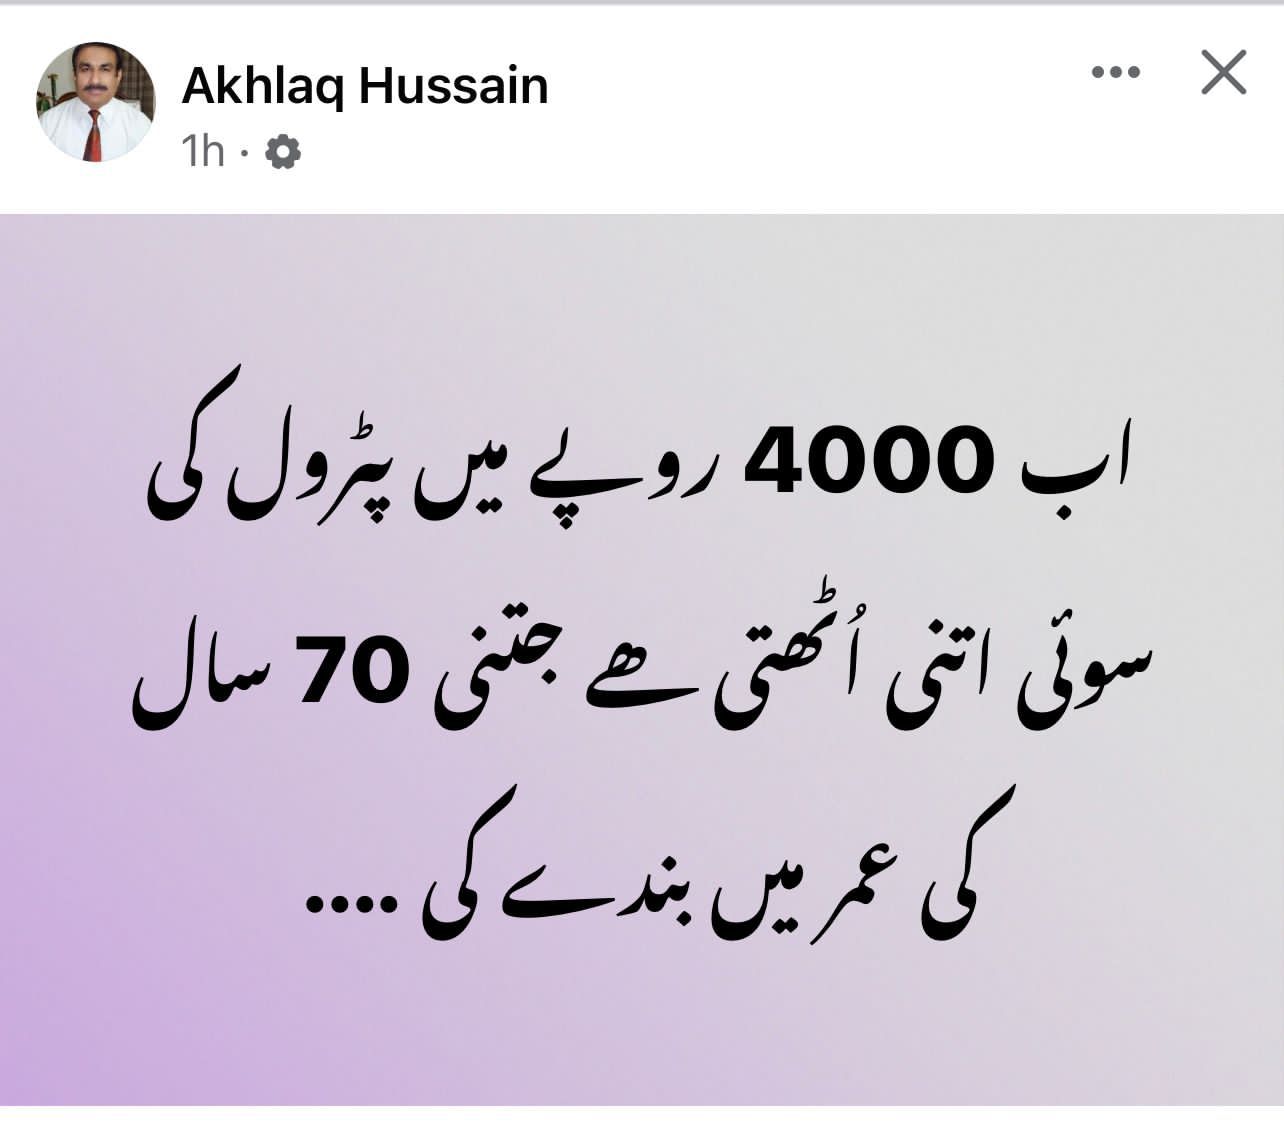 Akhlaq Hussain
1h ·
اب 4000 روپے میں پٹرول کی
سوئی اتنی اُٹھتی ھے جتنی 70 سال
کی عمر میں بندے کی ....